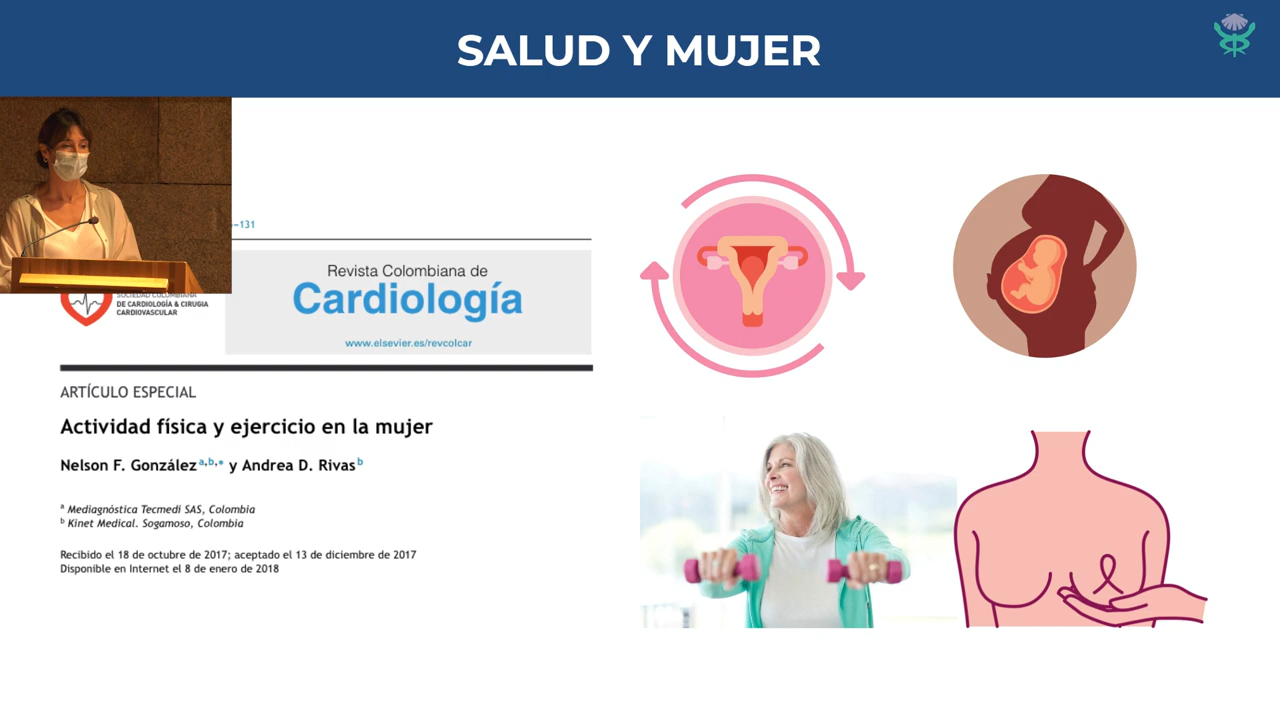 SALUD Y MUJER
–131
SOCIEDAD COLOMBIANA
DE CARDIOLOGÍA & CIRUGIA
CARDIOVASCULAR
Revista Colombiana de
Cardiología
www.elsevier.es/revcolcar
ARTÍCULO ESPECIAL
Actividad física y ejercicio en la mujer
Nelson F. González a,b,* y Andrea D. Rivas b
a Mediagnóstica Tecmedi SAS, Colombia
b Kinet Medical. Sogamoso, Colombia
Recibido el 18 de octubre de 2017; aceptado el 13 de diciembre de 2017
Disponible en Internet el 8 de enero de 2018